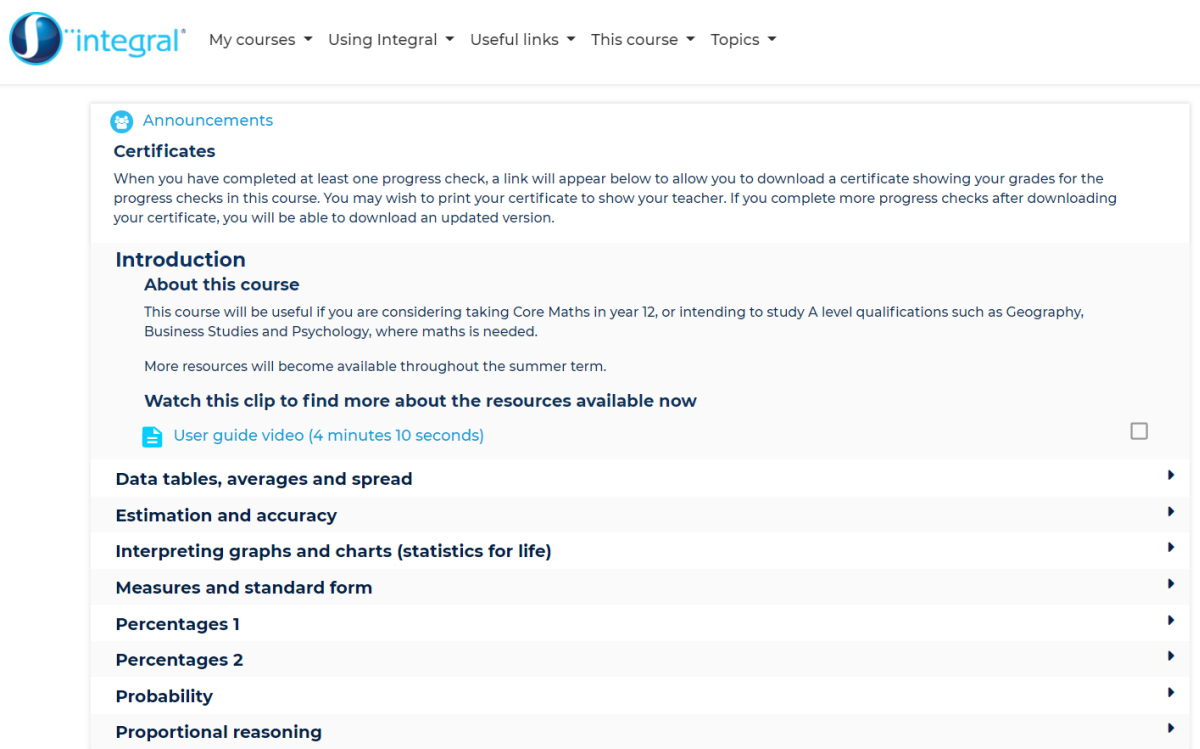 integral®
My courses
Using Integral
Useful links
This course
Topics
Announcements
Certificates
When you have completed at least one progress check, a link will appear below to allow you to download a certificate showing your grades for the
progress checks in this course. You may wish to print your certificate to show your teacher. If you complete more progress checks after downloading
your certificate, you will be able to download an updated version.
Introduction
About this course
This course will be useful if you are considering taking Core Maths in year 12, or intending to study A level qualifications such as Geography,
Business Studies and Psychology, where maths is needed.
More resources will become available throughout the summer term.
Watch this clip to find more about the resources available now
User guide video (4 minutes 10 seconds)
Data tables, averages and spread
Estimation and accuracy
Interpreting graphs and charts (statistics for life)
Measures and standard form
Percentages 1
Percentages 2
Probability
Proportional reasoning